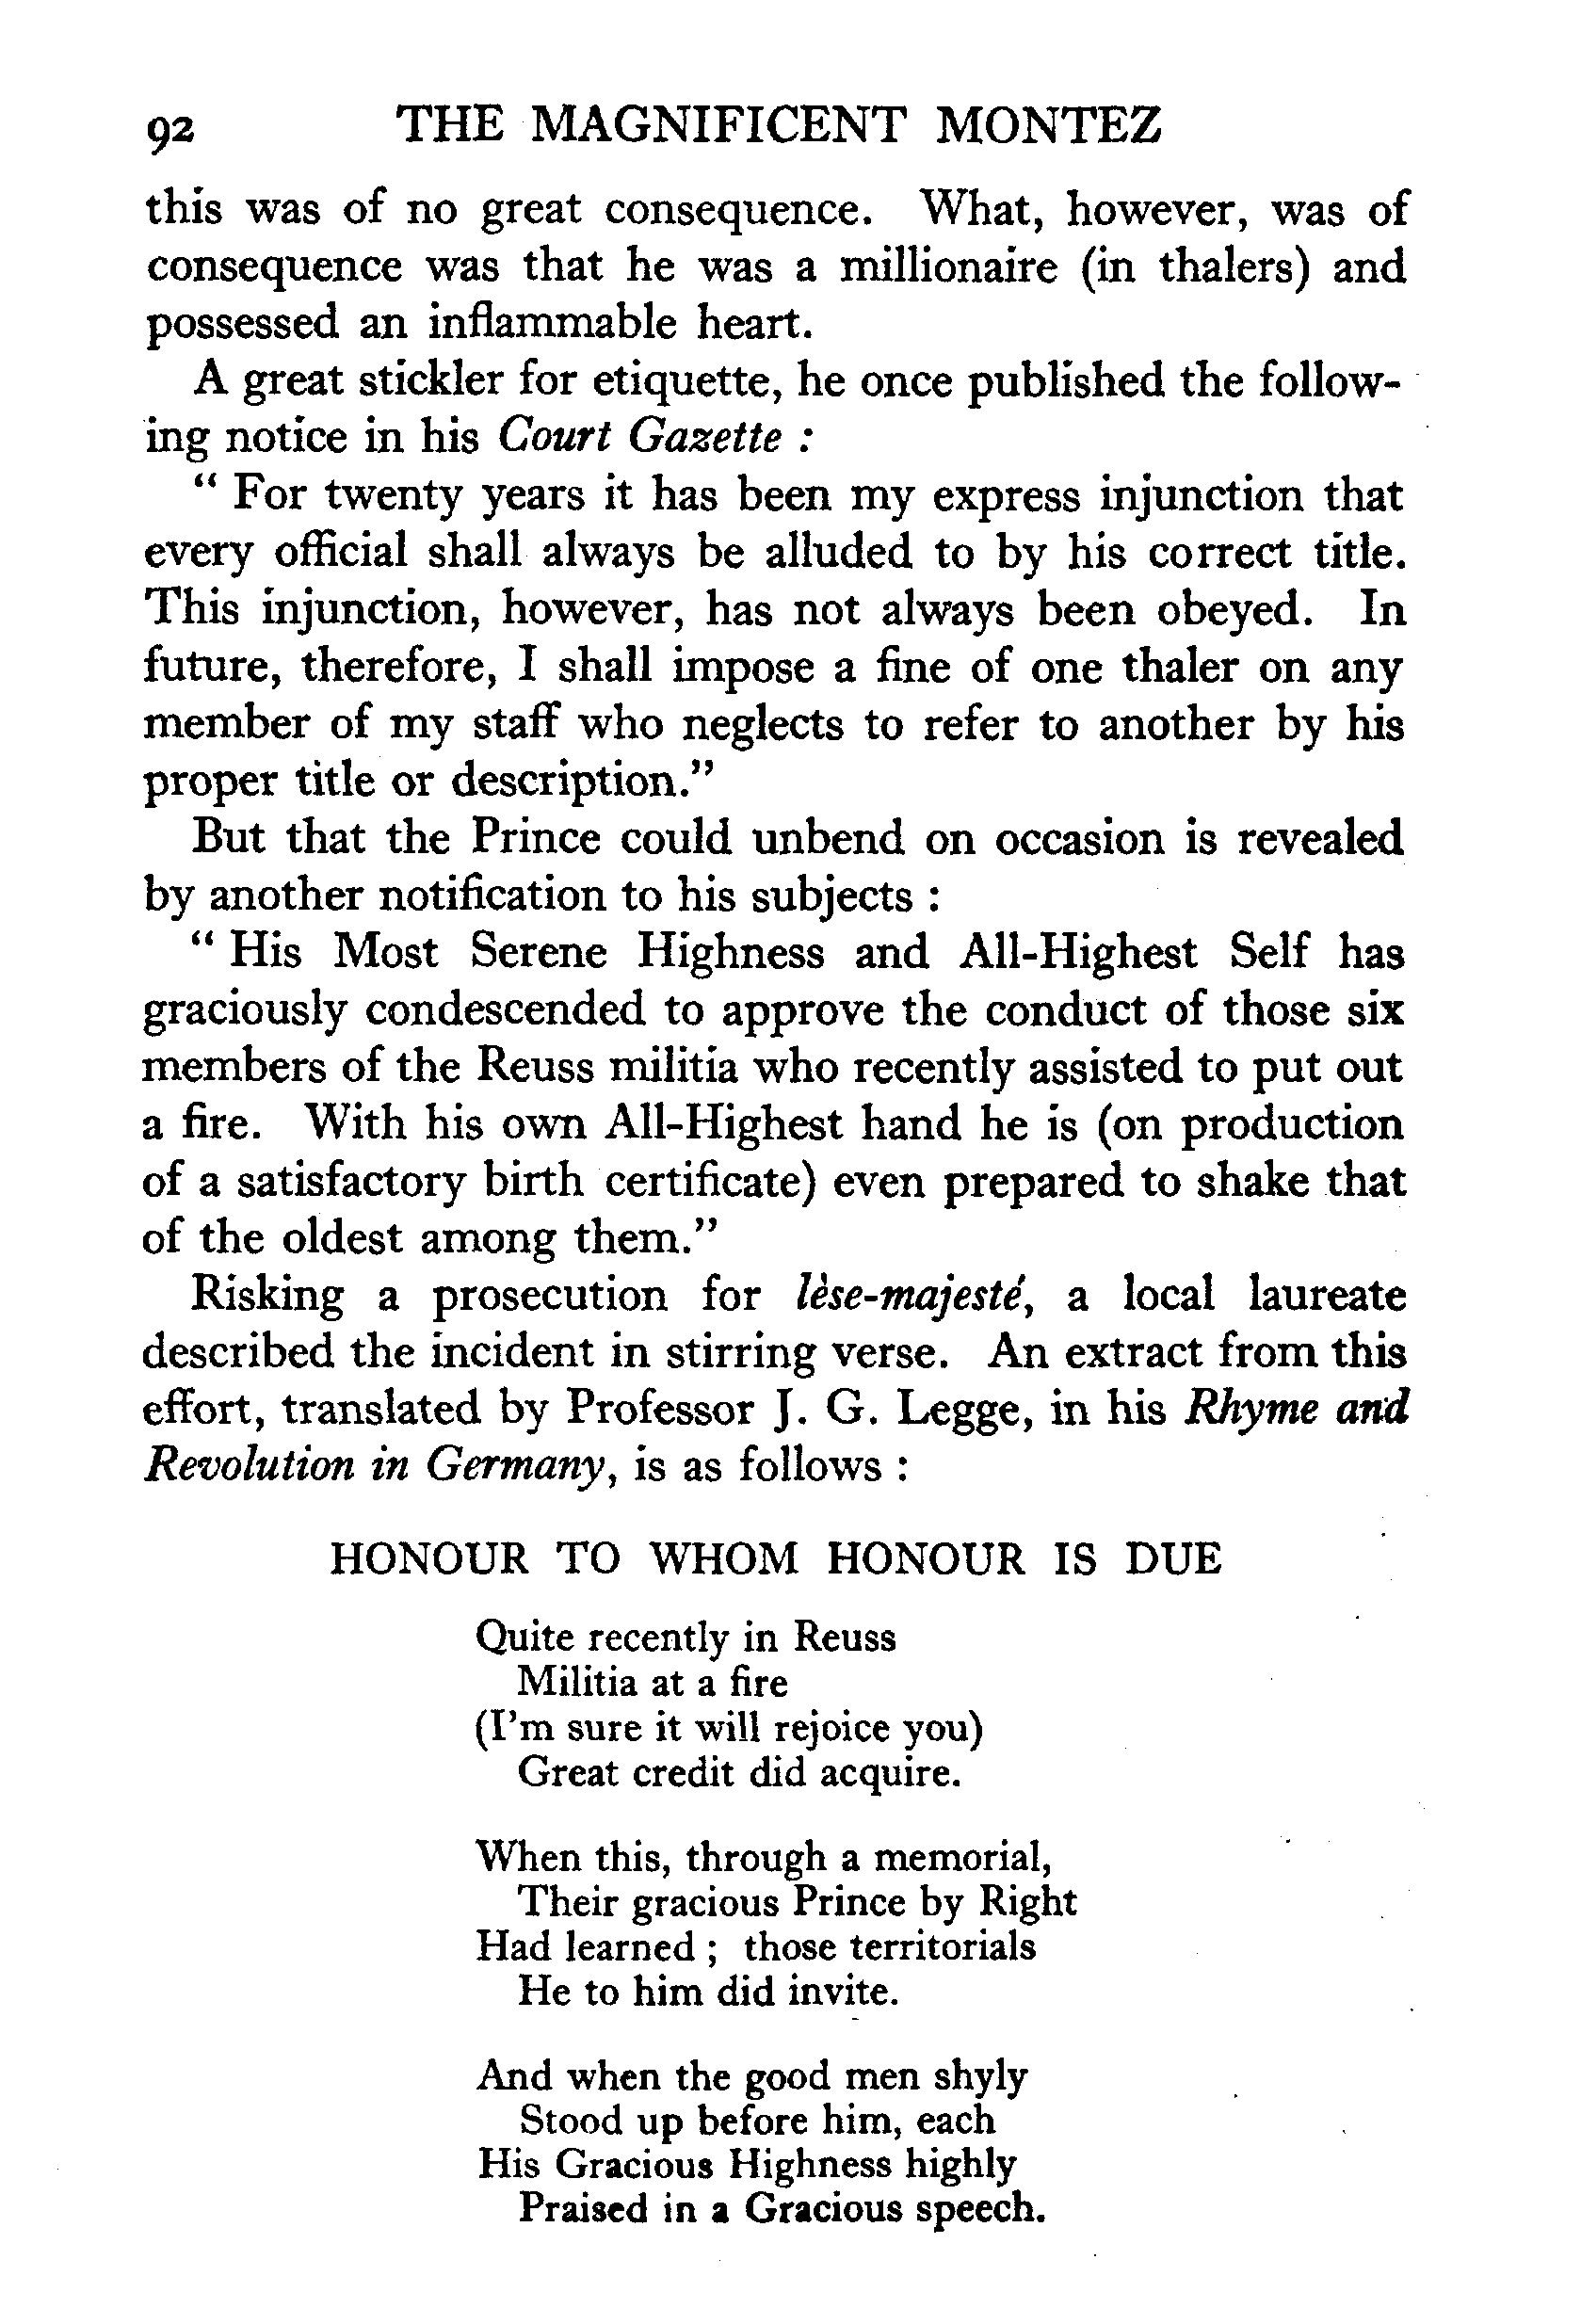 92 THE MAGNIFICENT MONTEZ
this was of no great consequence. What, however, was of
consequence was that he was a millionaire (in thalers) and
possessed an inflammable heart.
A great stickler for etiquette, he once published the follow-
ing notice in his Court Gazette :
“ For twenty years it has been my express injunction that
every official shall always be alluded to by his correct title.
This injunction, however, has not always been obeyed. In
future, therefore, I shall impose a fine of one thaler on any
member of my staff who neglects to refer to another by his
proper title or description.”
But that the Prince could unbend on occasion is revealed
by another notification to his subjects :
“ His Most Serene Highness and All-Highest Self has
graciously condescended to approve the conduct of those six
members of the Reuss militia who recently assisted to put out
a fire. With his own All-Highest hand he is (on production
of a satisfactory birth certificate) even prepared to shake that
of the oldest among them.”
Risking a prosecution for lèse-majesté, a local laureate
described the incident in stirring verse. An extract from this
effort, translated by Professor J. G. Legge, in his Rhyme and
Revolution in Germany, is as follows :
HONOUR TO WHOM HONOUR IS DUE
Quite recently in Reuss
Militia at a fire
(I’m sure it will rejoice you)
Great credit did acquire.
When this, through a memorial,
Their gracious Prince by Right
Had learned ; those territorials
He to him did invite.
And when the good men shyly
Stood up before him, each
His Gracious Highness highly
Praised in a Gracious speech.